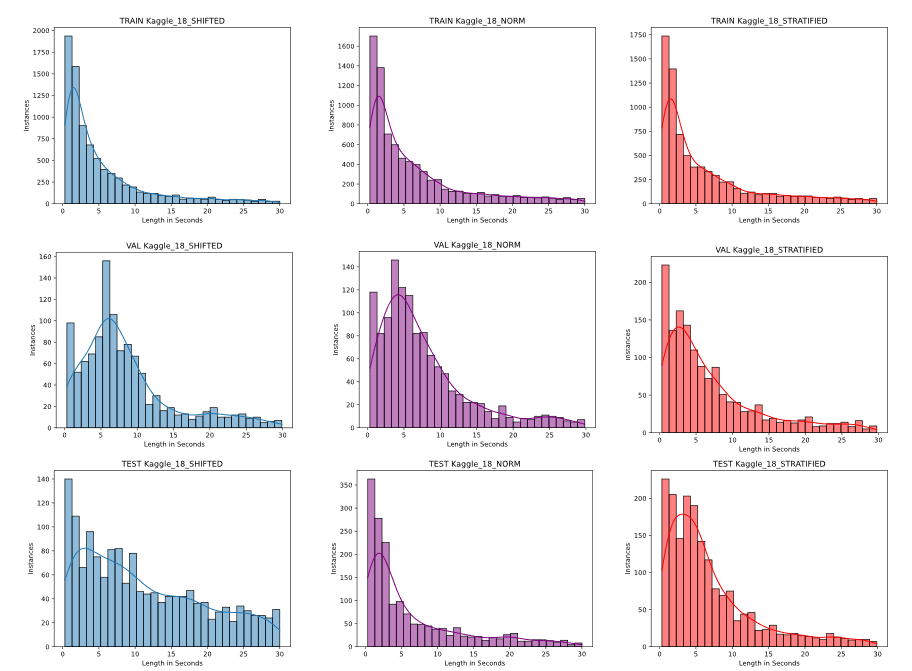 TRAIN Kaggle_18_SHIFTED
Instances
2000
1750
1500
1250
1000
750
500
250
0
0 5 10 15 20 25 30
Length in Seconds
TRAIN Kaggle_18_NORM
Instances
1600
1400
1200
1000
800
600
400
200
0
0 5 10 15 20 25 30
Length in Seconds
TRAIN Kaggle_18_STRATIFIED
Instances
1750
1500
1250
1000
750
500
250
0
0 5 10 15 20 25 30
Length in Seconds
VAL Kaggle_18_SHIFTED
Instances
160
140
120
100
80
60
40
20
0
0 5 10 15 20 25 30
Length in Seconds
VAL Kaggle_18_NORM
Instances
140
120
100
80
60
40
20
0
0 5 10 15 20 25 30
Length in Seconds
VAL Kaggle_18_STRATIFIED
Instances
200
150
100
50
0
0 5 10 15 20 25 30
Length in Seconds
TEST Kaggle_18_SHIFTED
Instances
140
120
100
80
60
40
20
0
0 5 10 15 20 25 30
Length in Seconds
TEST Kaggle_18_NORM
Instances
350
300
250
200
150
100
50
0
0 5 10 15 20 25 30
Length in Seconds
TEST Kaggle_18_STRATIFIED
Instances
200
150
100
50
0
0 5 10 15 20 25 30
Length in Seconds